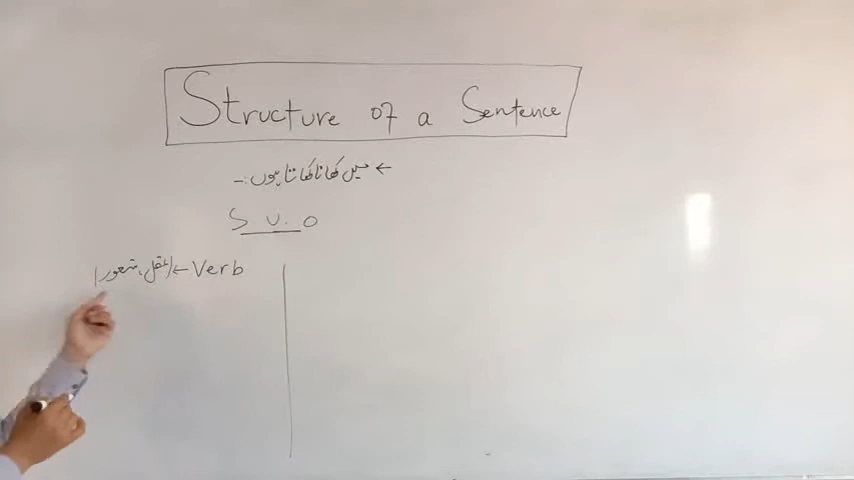 Structure of a Sentence
← میں کھانا کھاتا ہوں :-
S v. o
Verb ← (عقل، شعور)